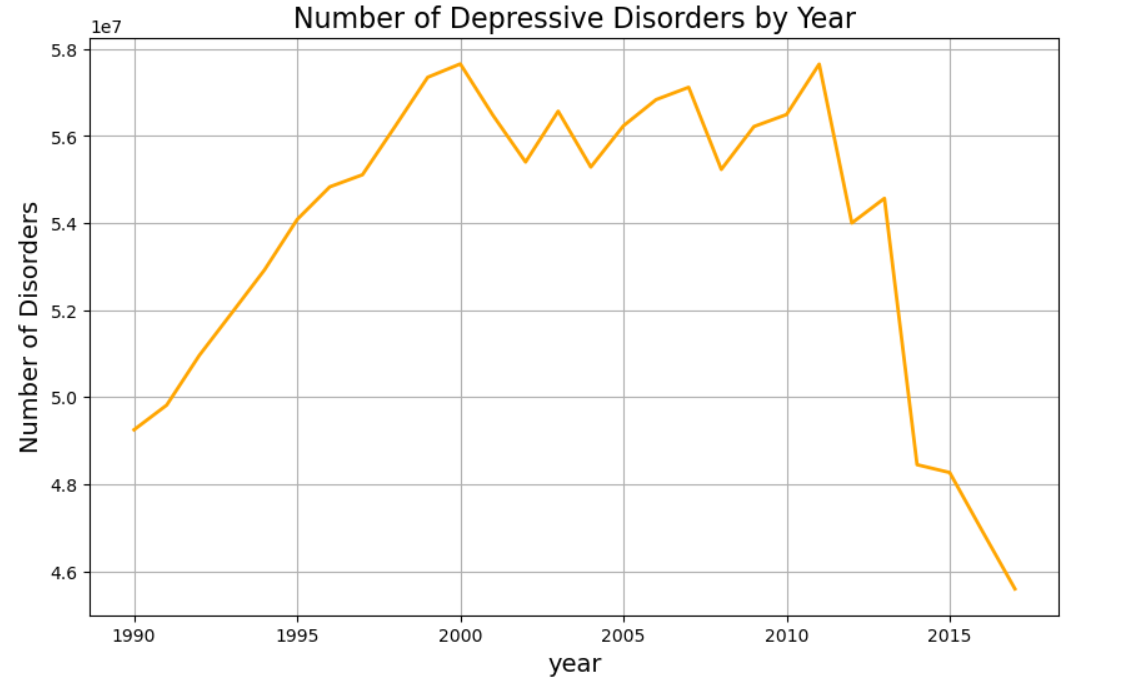 Number of Depressive Disorders by Year
1e7
5.8
5.6
5.4
5.2
5.0
4.8
4.6
Number of Disorders
1990 1995 2000 2005 2010 2015
year